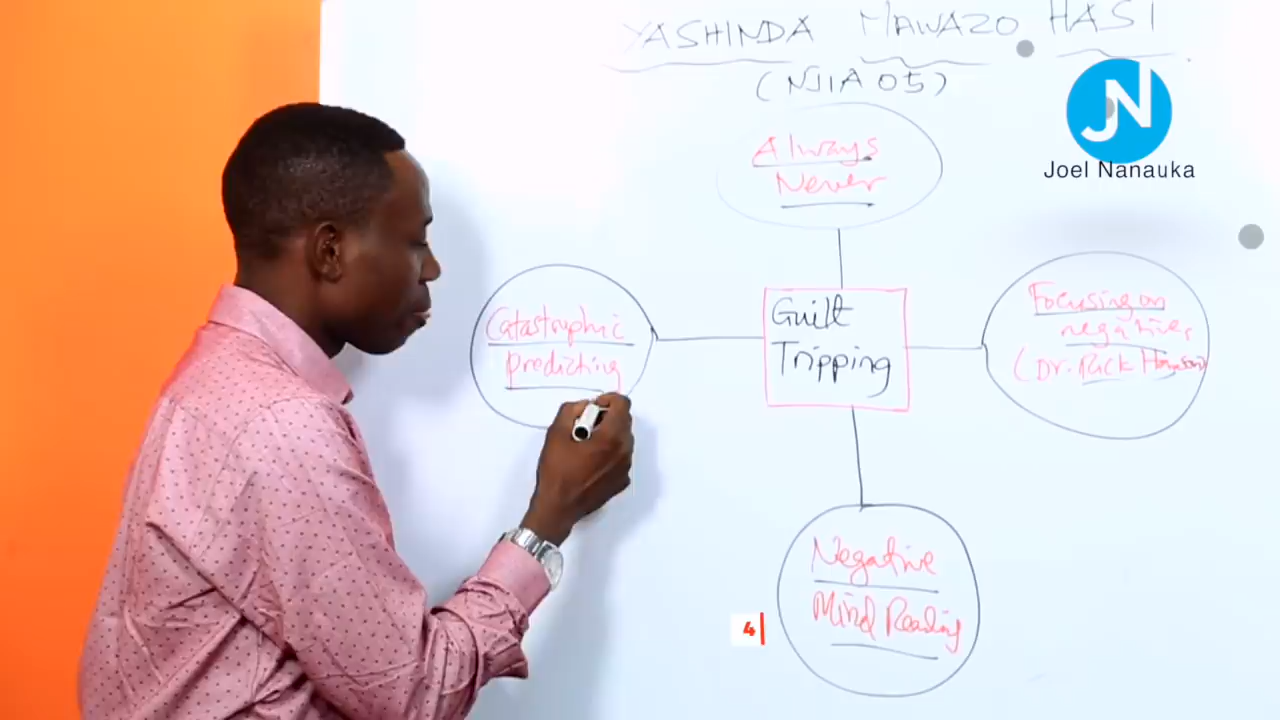 YASHINDA MAWAZO HASI
(NJIA 05)
JN
Joel Nanauka
Always
Never
Catastrophic
predicting
Guilt
Tripping
Focusing on
negatives
(Dr. Rick Hanson)
Negative
Mind Reading
4